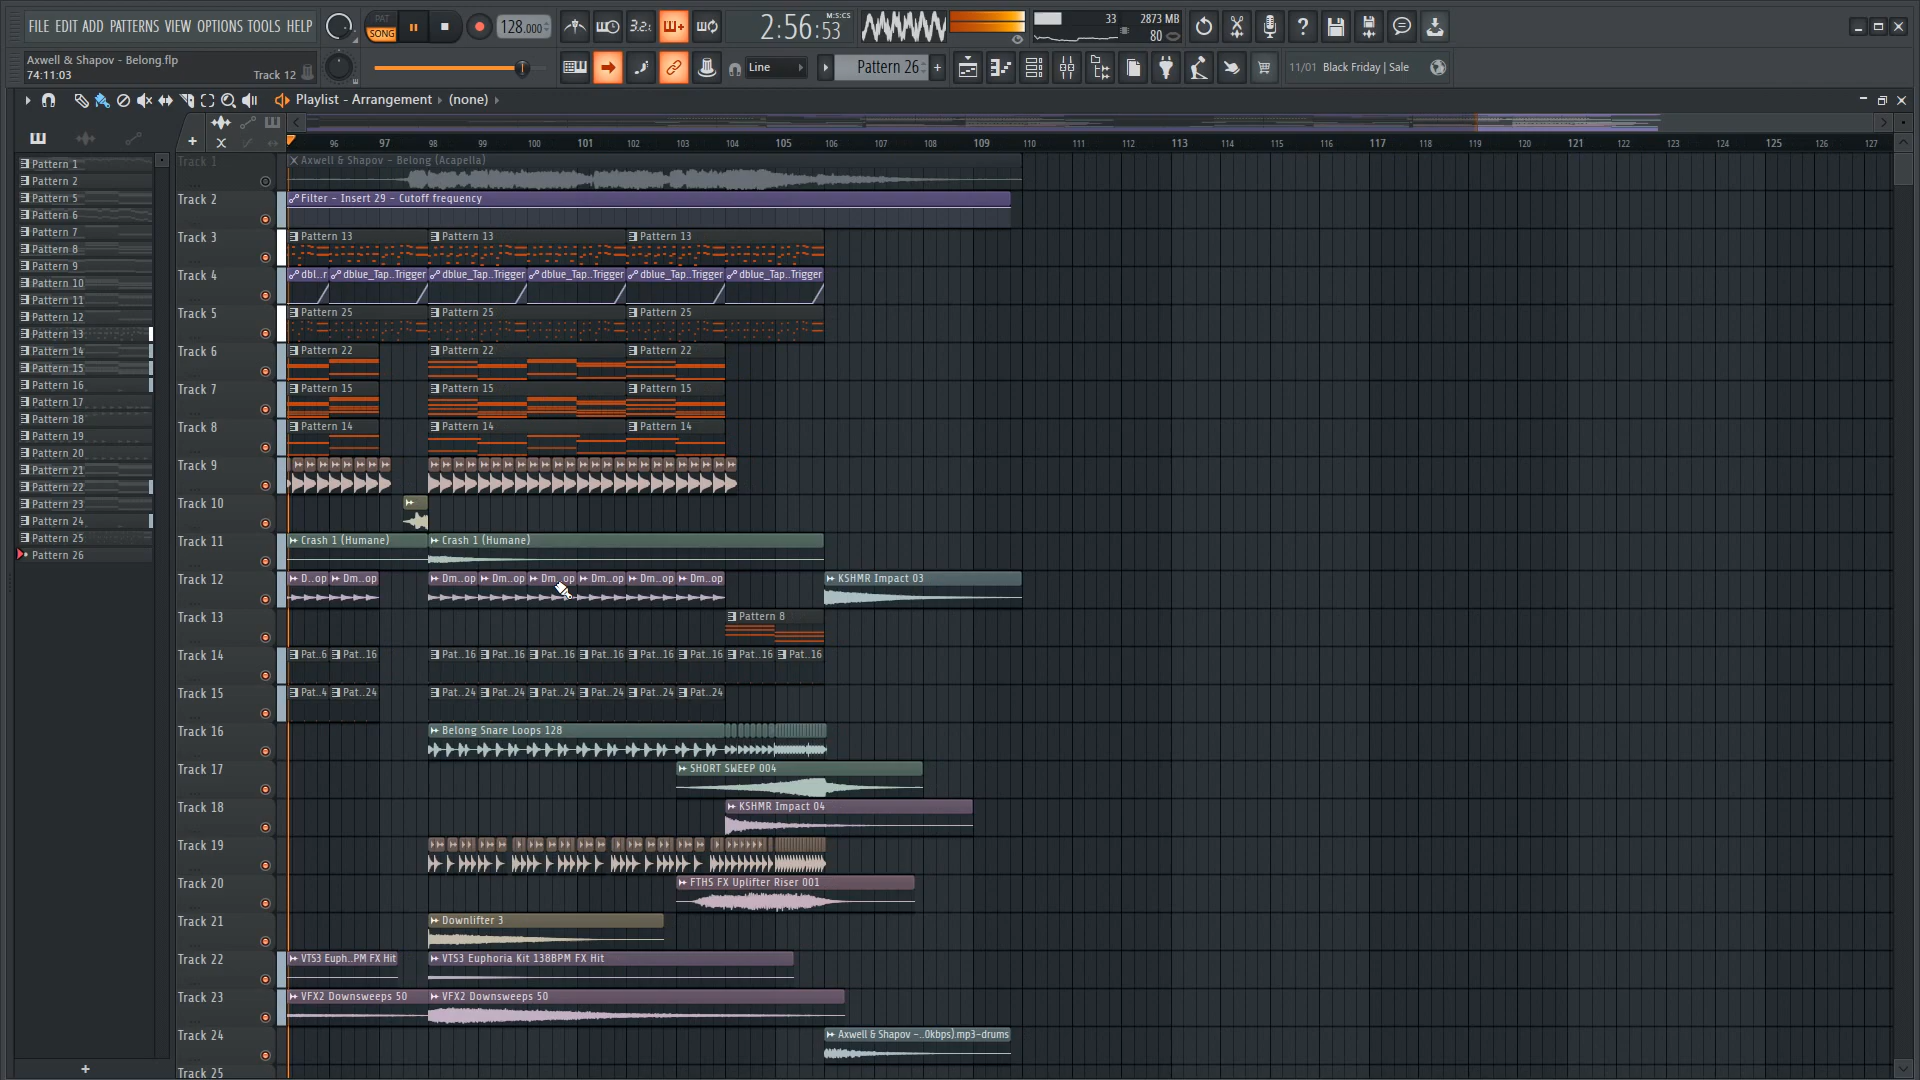 FILE EDIT ADD PATTERNS VIEW OPTIONS TOOLS HELP
PAT
SONG
128.000
3.2
2:56:53
M:S:CS
33
2873 MB
80
Axwell & Shapov - Belong.flp
74:11:03
Track 12
Line
Pattern 26
11/01 Black Friday | Sale
Playlist - Arrangement
(none)
96 97 98 99 100 101 102 103 104 105 106 107 108 109 110 111 112 113 114 115 116 117 118 119 120 121 122 123 124 125 126 127
Pattern 1
Pattern 2
Pattern 5
Pattern 6
Pattern 7
Pattern 8
Pattern 9
Pattern 10
Pattern 11
Pattern 12
Pattern 13
Pattern 14
Pattern 15
Pattern 16
Pattern 17
Pattern 18
Pattern 19
Pattern 20
Pattern 21
Pattern 22
Pattern 23
Pattern 24
Pattern 25
Pattern 26
Track 1
Axwell & Shapov - Belong (Acapella)
Track 2
Filter - Insert 29 - Cutoff frequency
Track 3
Pattern 13 Pattern 13 Pattern 13
Track 4
dbl..r dblue_Tap..Trigger dblue_Tap..Trigger dblue_Tap..Trigger dblue_Tap..Trigger dblue_Tap..Trigger
Track 5
Pattern 25 Pattern 25 Pattern 25
Track 6
Pattern 22 Pattern 22 Pattern 22
Track 7
Pattern 15 Pattern 15 Pattern 15
Track 8
Pattern 14 Pattern 14 Pattern 14
Track 9
Track 10
Track 11
Crash 1 (Humane) Crash 1 (Humane)
Track 12
D..op Dm..op Dm..op Dm..op Dm..op Dm..op Dm..op Dm..op KSHMR Impact 03
Track 13
Pattern 8
Track 14
Pat..6 Pat..16 Pat..16 Pat..16 Pat..16 Pat..16 Pat..16 Pat..16 Pat..16 Pat..16
Track 15
Pat..4 Pat..24 Pat..24 Pat..24 Pat..24 Pat..24 Pat..24 Pat..24
Track 16
Belong Snare Loops 128
Track 17
SHORT SWEEP 004
Track 18
KSHMR Impact 04
Track 19
Track 20
FTHS FX Uplifter Riser 001
Track 21
Downlifter 3
Track 22
VTS3 Euph..PM FX Hit VTS3 Euphoria Kit 138BPM FX Hit
Track 23
VFX2 Downsweeps 50 VFX2 Downsweeps 50
Track 24
Axwell & Shapov -..0kbps).mp3-drums
Track 25